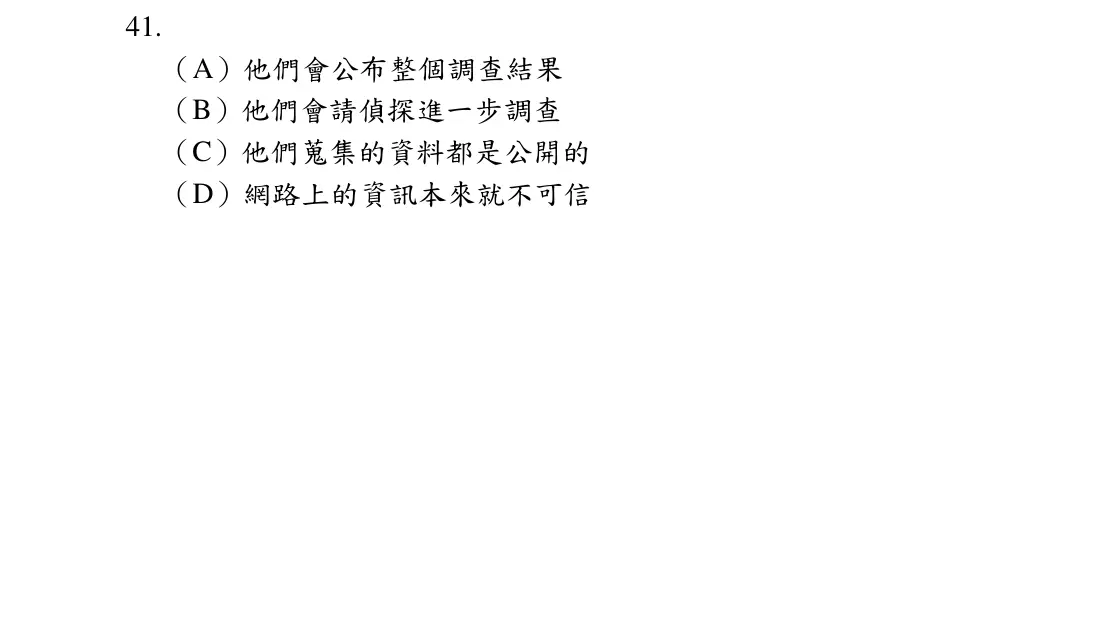 41.
（A）他們會公布整個調查結果
（B）他們會請偵探進一步調查
（C）他們蒐集的資料都是公開的
（D）網路上的資訊本來就不可信